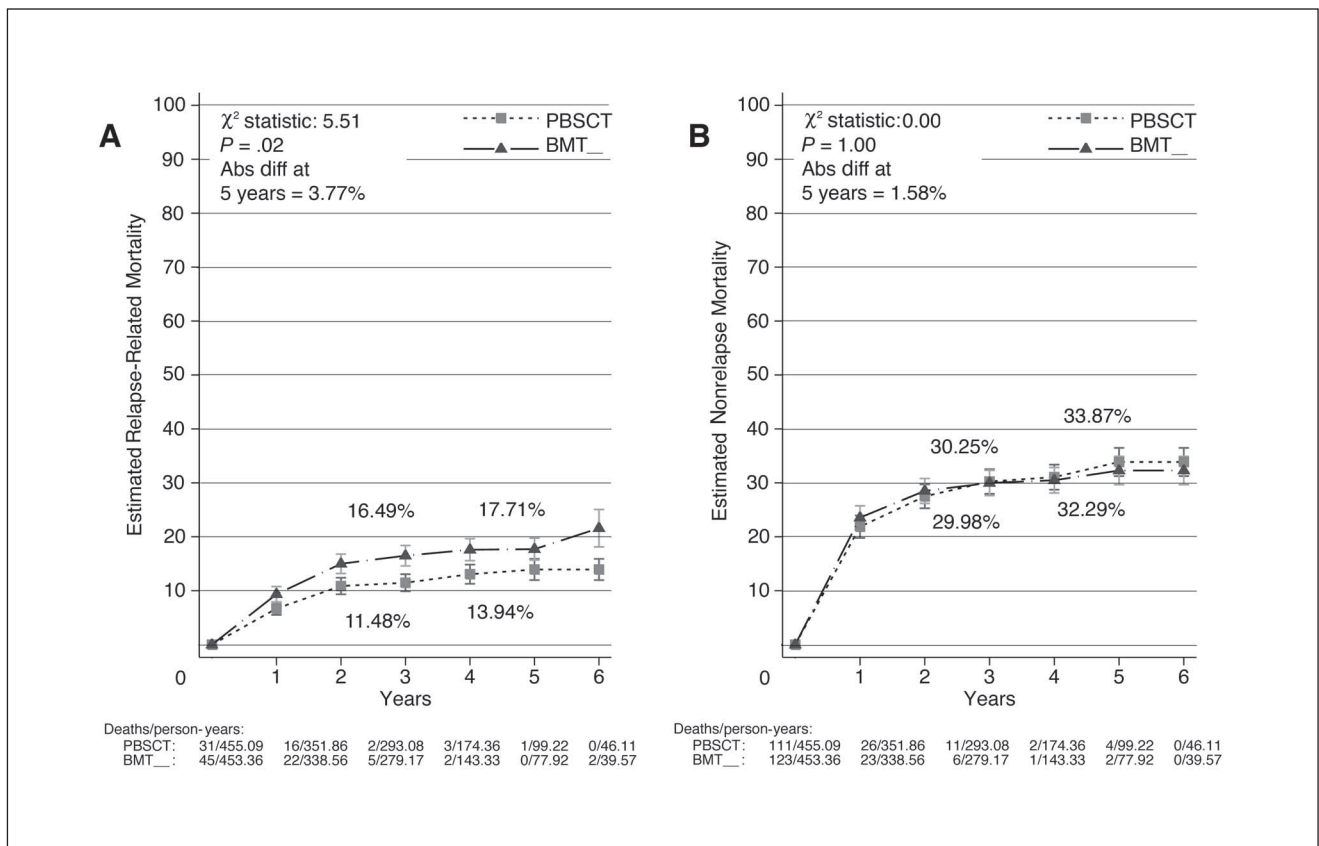 A
χ² statistic: 5.51
P = .02
Abs diff at
5 years = 3.77%
PBSCT
BMT__
Estimated Relapse-Related Mortality
100
90
80
70
60
50
40
30
20
10
0
16.49%
17.71%
11.48%
13.94%
1 2 3 4 5 6
Years
Deaths/person-years:
PBSCT: 31/455.09 16/351.86 2/293.08 3/174.36 1/99.22 0/46.11
BMT__: 45/453.36 22/338.56 5/279.17 2/143.33 0/77.92 2/39.57
B
χ² statistic: 0.00
P = 1.00
Abs diff at
5 years = 1.58%
PBSCT
BMT__
Estimated Nonrelapse Mortality
100
90
80
70
60
50
40
30
20
10
0
33.87%
30.25%
29.98%
32.29%
1 2 3 4 5 6
Years
Deaths/person-years:
PBSCT: 111/455.09 26/351.86 11/293.08 2/174.36 4/99.22 0/46.11
BMT__: 123/453.36 23/338.56 6/279.17 1/143.33 2/77.92 0/39.57